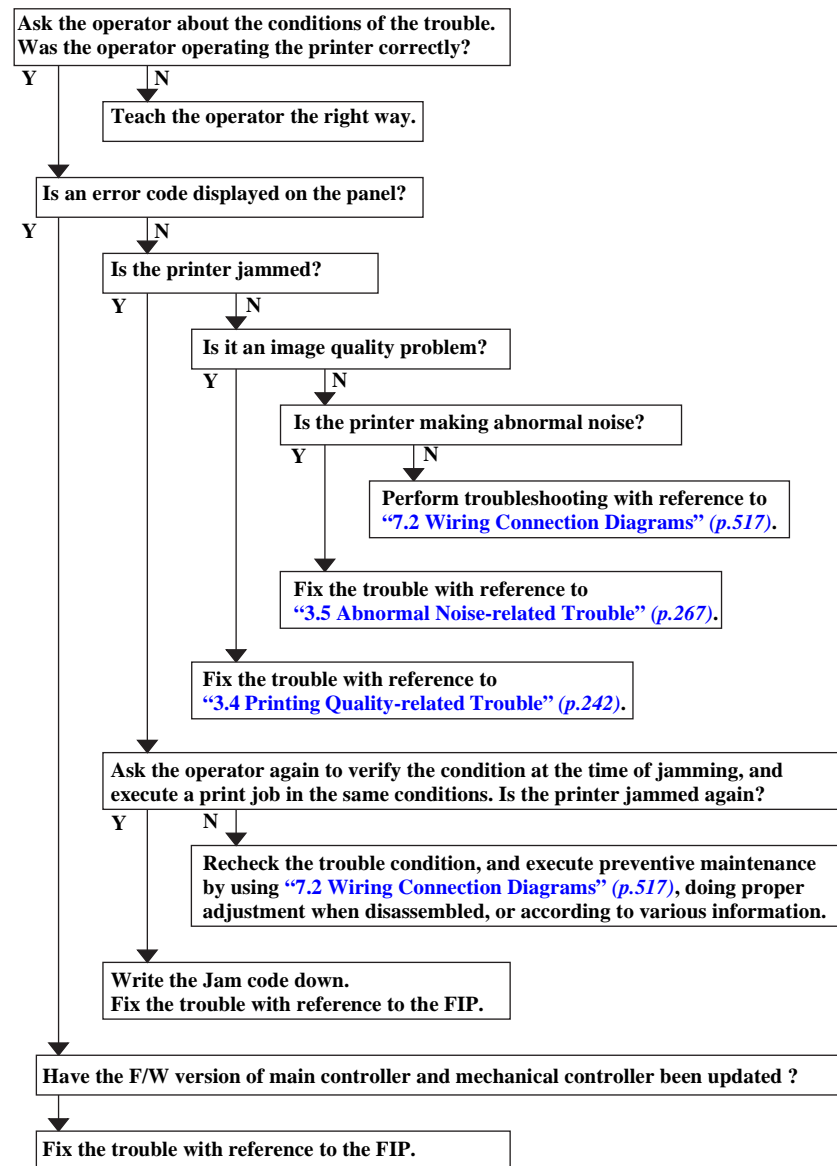 Ask the operator about the conditions of the trouble.
Was the operator operating the printer correctly?
Y
N
Teach the operator the right way.
Is an error code displayed on the panel?
Y
N
Is the printer jammed?
Y
N
Is it an image quality problem?
Y
N
Is the printer making abnormal noise?
Y
N
Perform troubleshooting with reference to
“7.2 Wiring Connection Diagrams” (p.517).
Fix the trouble with reference to
“3.5 Abnormal Noise-related Trouble” (p.267).
Fix the trouble with reference to
“3.4 Printing Quality-related Trouble” (p.242).
Ask the operator again to verify the condition at the time of jamming, and
execute a print job in the same conditions. Is the printer jammed again?
Y
N
Recheck the trouble condition, and execute preventive maintenance
by using “7.2 Wiring Connection Diagrams” (p.517), doing proper
adjustment when disassembled, or according to various information.
Write the Jam code down.
Fix the trouble with reference to the FIP.
Have the F/W version of main controller and mechanical controller been updated ?
Fix the trouble with reference to the FIP.